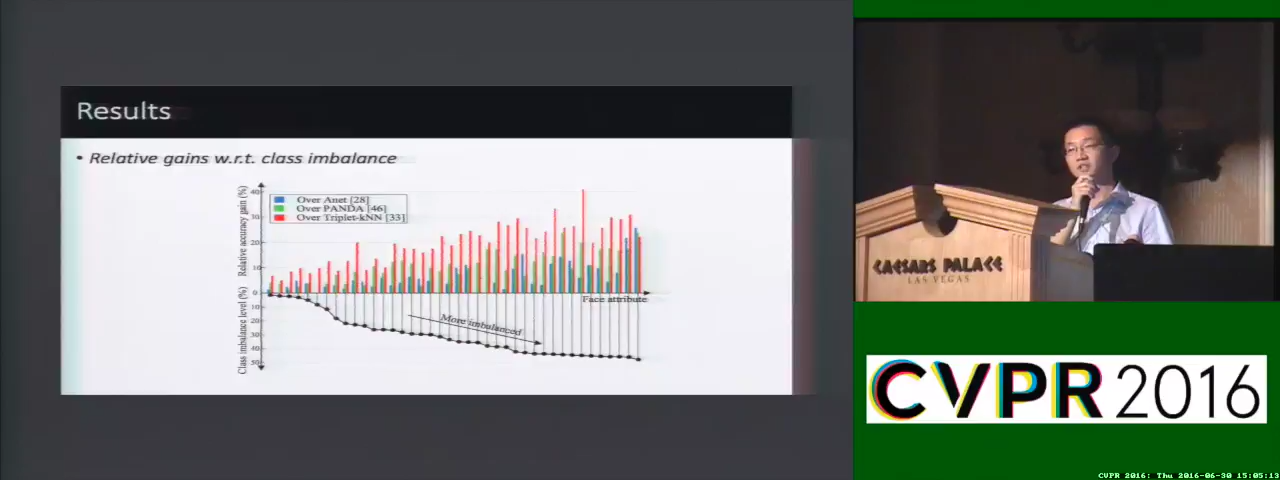 Results
• Relative gains w.r.t. class imbalance
Relative accuracy gain (%)
40
30
20
10
0
Over Anet [28]
Over PANDA [46]
Over Triplet-kNN [33]
Face attribute
Class imbalance level (%)
10
20
30
40
50
More imbalanced
CAESARS PALACE
LAS VEGAS
CVPR 2016
CVPR 2016: Thu 2016-06-30 15:05:13